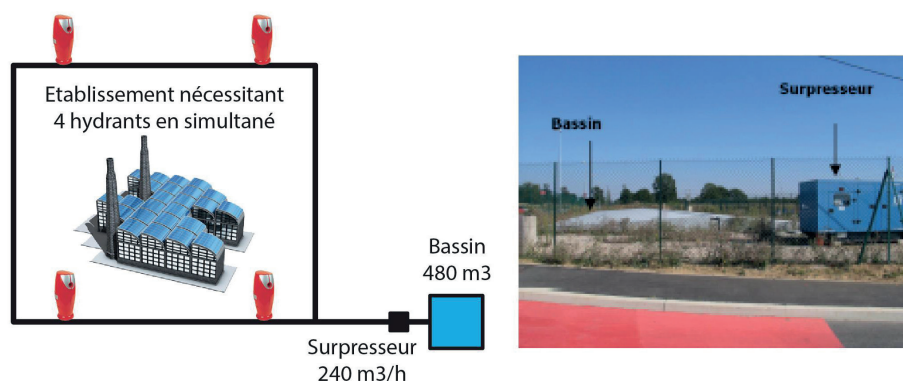 Etablissement nécessitant
4 hydrants en simultané
Bassin
480 m3
Surpresseur
240 m3/h
Surpresseur
Bassin